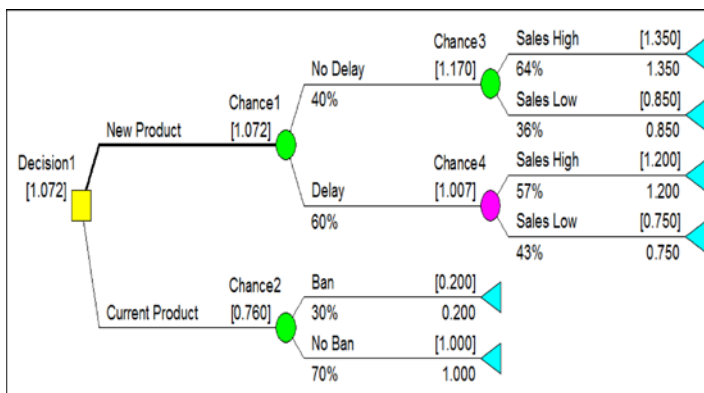 Chance3
Sales High [1.350]
No Delay [1.170] 64% 1.350
Chance1 40% Sales Low [0.850]
New Product [1.072] 36% 0.850
Decision1 Chance4 Sales High [1.200]
[1.072] Delay [1.007] 57% 1.200
60% Sales Low [0.750]
43% 0.750
Chance2 Ban [0.200]
Current Product [0.760] 30% 0.200
No Ban [1.000]
70% 1.000